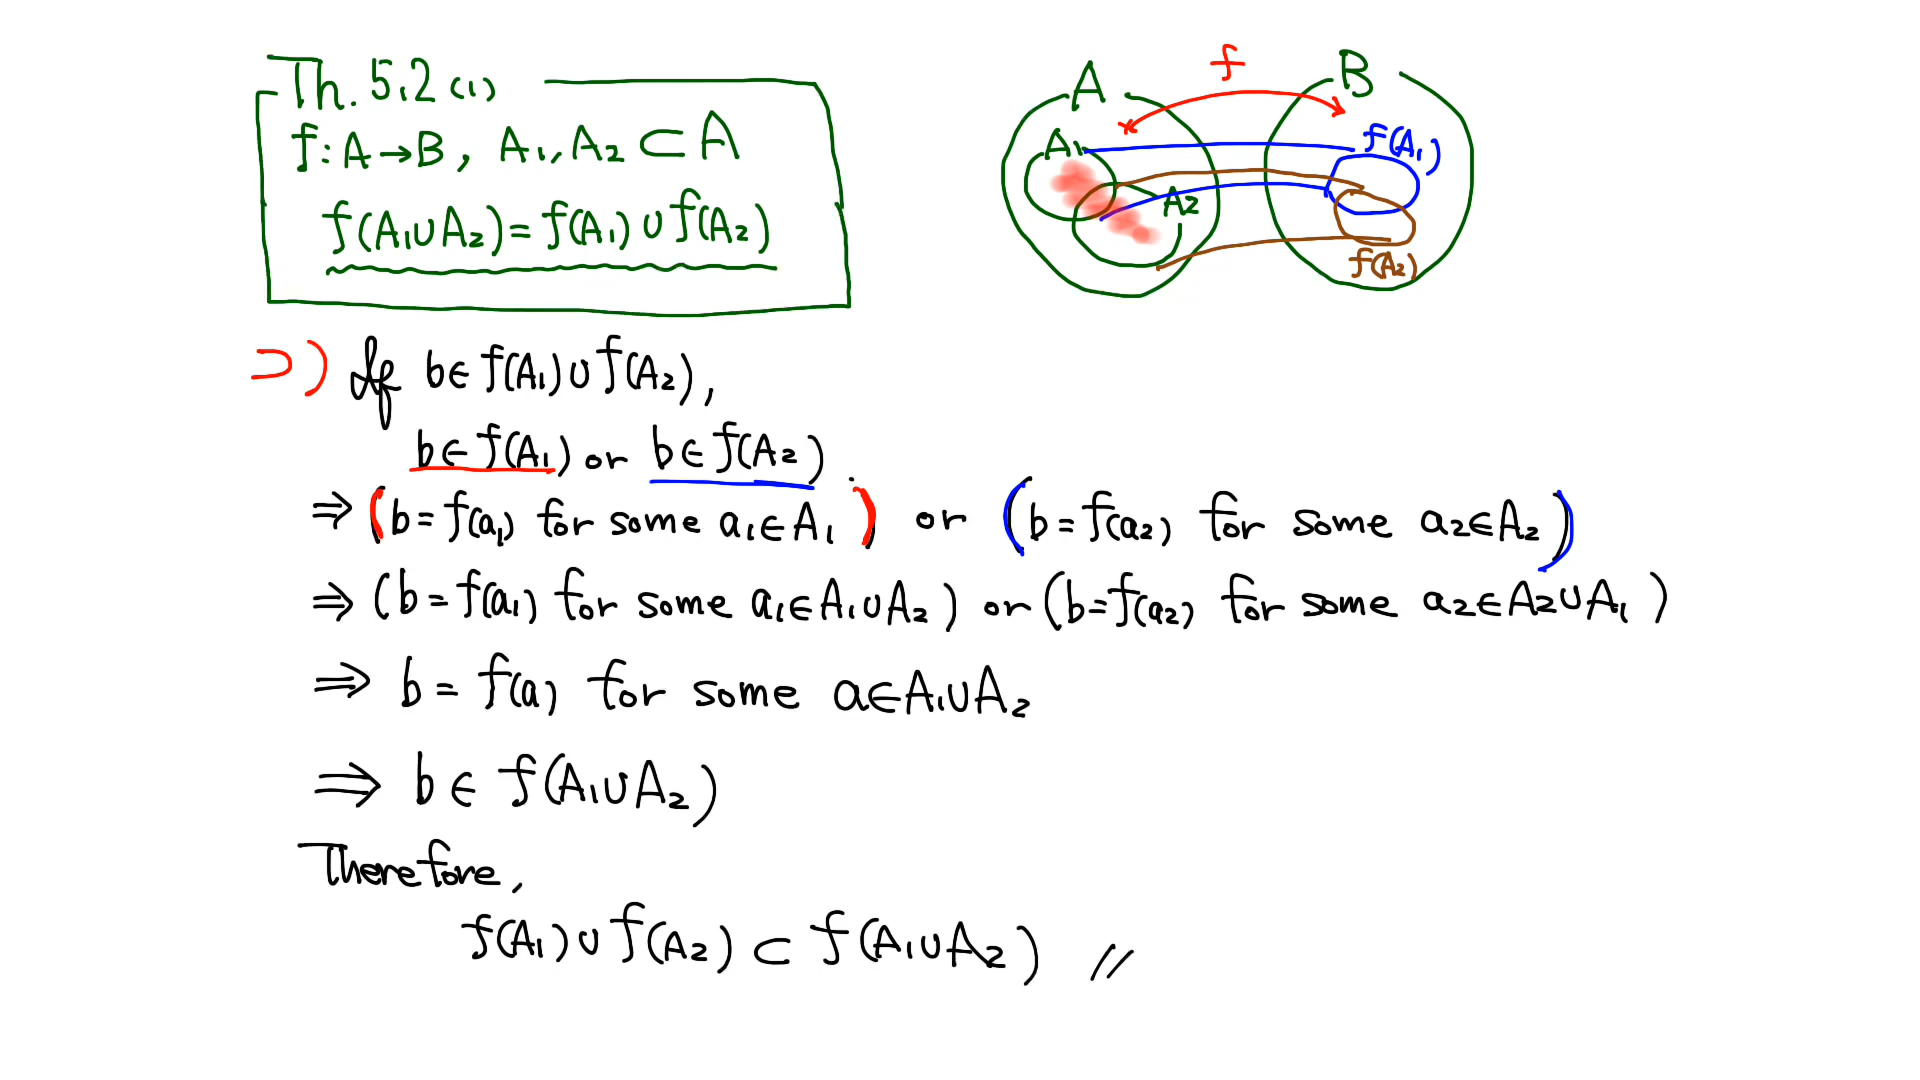 Th. 5.2 (1)
f: A → B, A₁, A₂ ⊂ A
f(A₁∪A₂) = f(A₁) ∪ f(A₂)
f
A
B
A₁
f(A₁)
A₂
f(A₂)
⊃) If b ∈ f(A₁) ∪ f(A₂),
b ∈ f(A₁) or b ∈ f(A₂).
⇒ (b = f(a₁) for some a₁ ∈ A₁) or (b = f(a₂) for some a₂ ∈ A₂)
⇒ (b = f(a₁) for some a₁ ∈ A₁∪A₂) or (b = f(a₂) for some a₂ ∈ A₂∪A₁)
⇒ b = f(a) for some a ∈ A₁∪A₂
⇒ b ∈ f(A₁∪A₂)
Therefore,
f(A₁) ∪ f(A₂) ⊂ f(A₁∪A₂) //